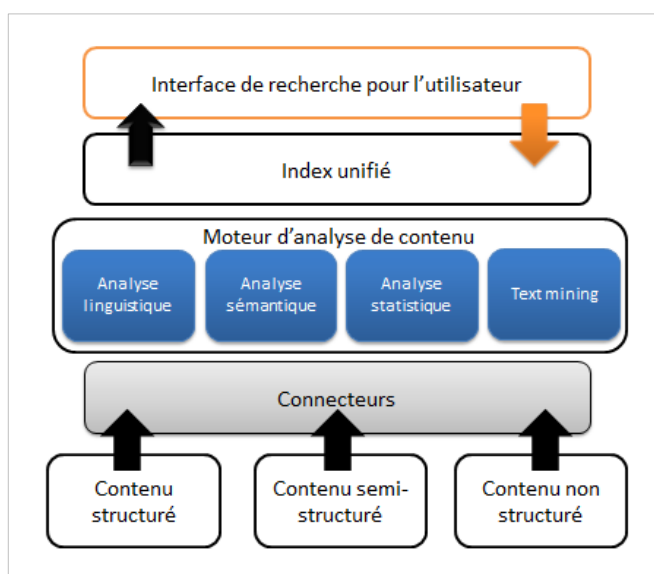 Interface de recherche pour l'utilisateur
Index unifié
Moteur d'analyse de contenu
Analyse
linguistique
Analyse
sémantique
Analyse
statistique
Text mining
Connecteurs
Contenu
structuré
Contenu semi-
structuré
Contenu non
structuré